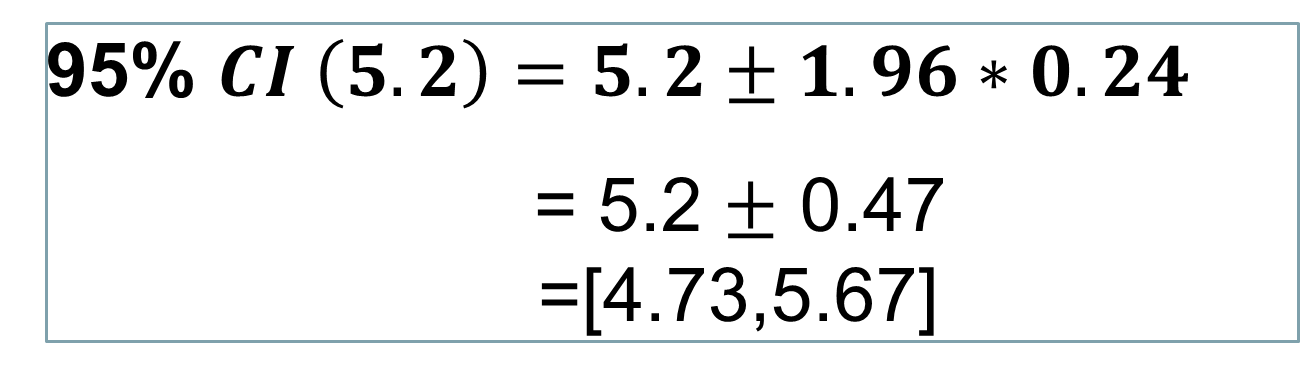 95% CI (5.2) = 5.2 ± 1.96 * 0.24
= 5.2 ± 0.47
=[4.73,5.67]